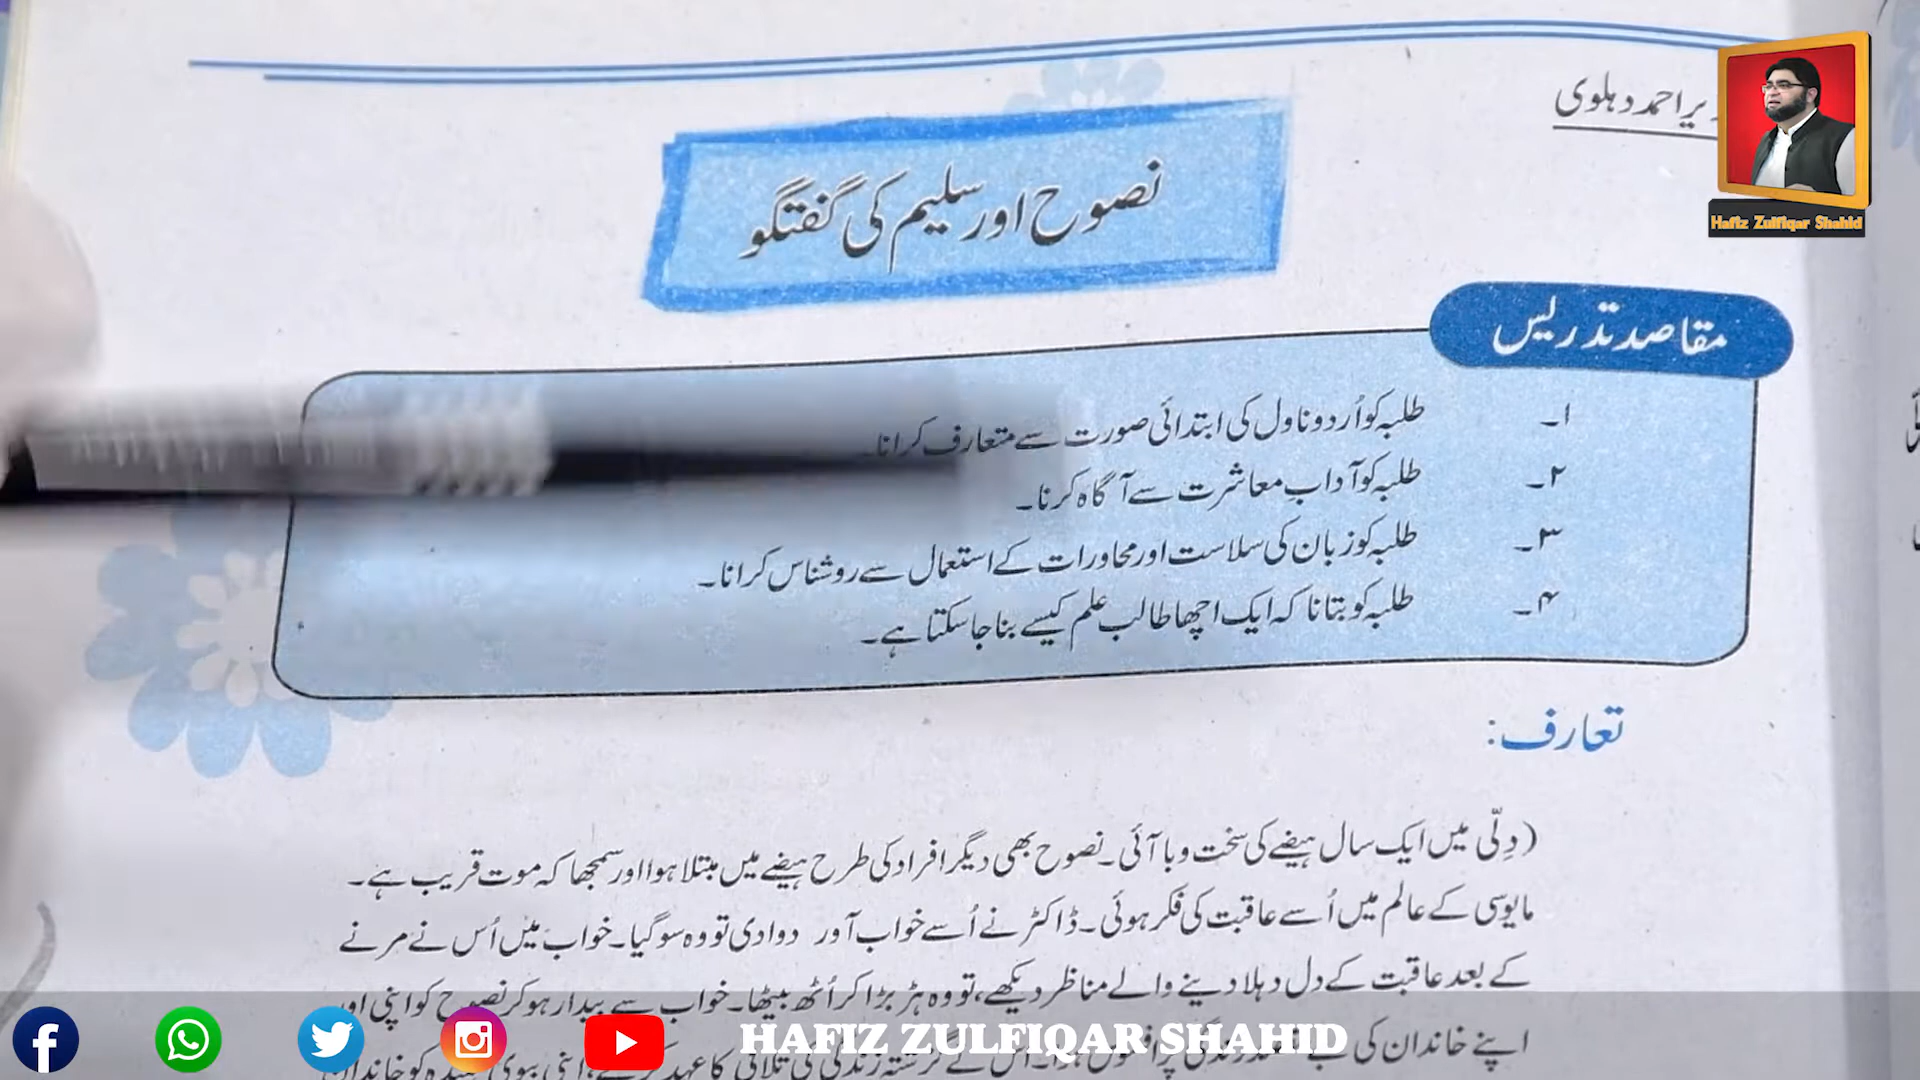 یر احمد دہلوی
Hafiz Zulfiqar Shahid
نصوح اور سلیم کی گفتگو
مقاصد تدریس
۱۔ طلبہ کو اُردو ناول کی ابتدائی صورت سے متعارف کرانا۔
۲۔ طلبہ کو آداب معاشرت سے آگاہ کرنا۔
۳۔ طلبہ کو زبان کی سلاست اور محاورات کے استعمال سے روشناس کرانا۔
۴۔ طلبہ کو بتانا کہ ایک اچھا طالب علم کیسے بنا جا سکتا ہے۔
تعارف:
(دِلّی میں ایک سال ہیضے کی سخت وبا آئی۔ نصوح بھی دیگر افراد کی طرح ہیضے میں مبتلا ہوا اور سمجھا کہ موت قریب ہے۔
مایوسی کے عالم میں اُسے عاقبت کی فکر ہوئی۔ ڈاکٹر نے اُسے خواب آور دوا دی تو وہ سو گیا۔ خواب میں اُس نے مرنے
کے بعد عاقبت کے دل دہلا دینے والے مناظر دیکھے، تو وہ ہڑبڑا کر اُٹھ بیٹھا۔ خواب سے بیدار ہو کر نصوح کو اپنی اور
اپنے خاندان کی
HAFIZ ZULFIQAR SHAHID